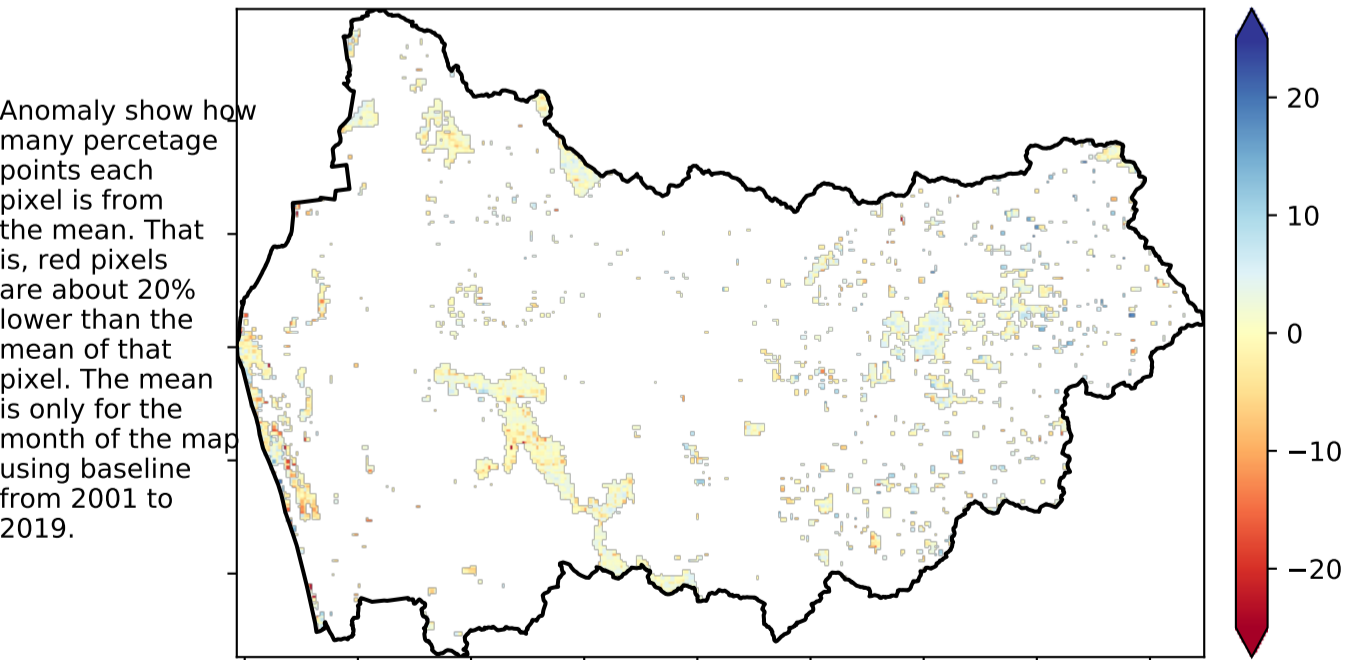 Anomaly show how
many percetage
points each
pixel is from
the mean. That
is, red pixels
are about 20%
lower than the
mean of that
pixel. The mean
is only for the
month of the map
using baseline
from 2001 to
2019.
20
10
0
−10
−20